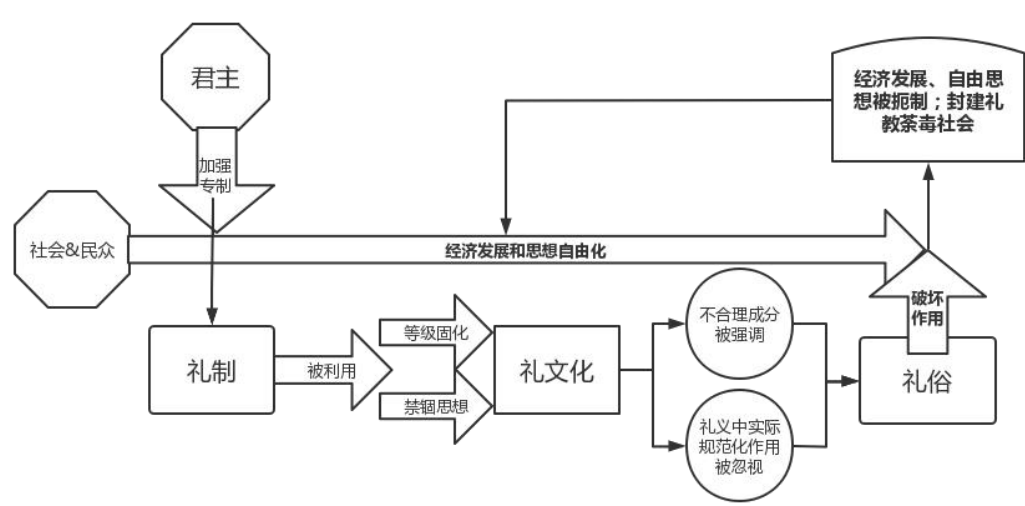 君主
加强
专制
社会&民众
经济发展和思想自由化
经济发展、自由思
想被扼制；封建礼
教荼毒社会
礼制
被利用
等级固化
禁锢思想
礼文化
不合理成分
被强调
礼义中实际
规范化作用
被忽视
破坏
作用
礼俗